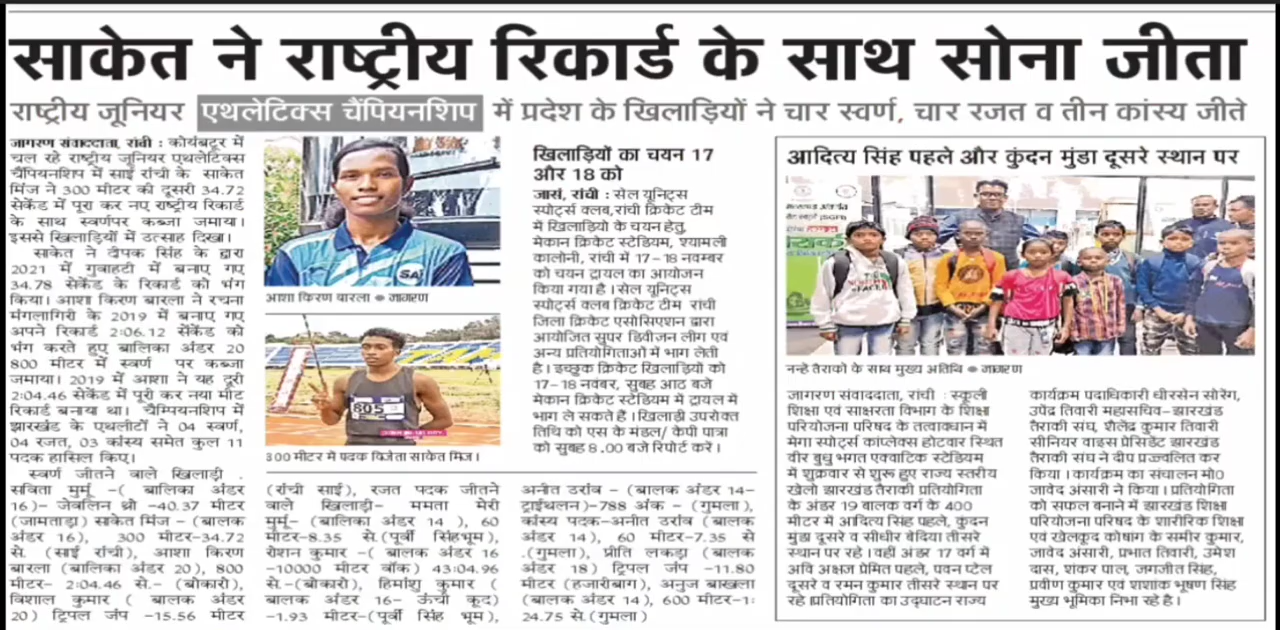 साकेत ने राष्ट्रीय रिकार्ड के साथ सोना जीता
राष्ट्रीय जूनियर एथलेटिक्स चैंपियनशिप में प्रदेश के खिलाड़ियों ने चार स्वर्ण, चार रजत व तीन कांस्य जीते
जागरण संवाददाता, रांची : कोयंबटूर में
चल रहे राष्ट्रीय जूनियर एथलेटिक्स
चैंपियनशिप में साई रांची के साकेत
मिंज ने 300 मीटर की दूसरी 34.72
सेकेंड में पूरा कर नए राष्ट्रीय रिकार्ड
के साथ स्वर्णपर कब्जा जमाया।
इससे खिलाड़ियों में उत्साह दिखा।
साकेत ने दीपक सिंह के द्वारा
2021 में गुवाहटी में बनाए गए
34.78 सेकेंड के रिकार्ड को भंग
किया। आशा किरण बारला ने रचना
मंगलागिरी के 2019 में बनाए गए
अपने रिकार्ड 2:06.12 सेकेंड को
भंग करते हुए बालिका अंडर 20
800 मीटर में स्वर्ण पर कब्जा
जमाया। 2019 में आशा ने यह दूरी
2:04.46 सेकेंड में पूरी कर नया मीट
रिकार्ड बनाया था। चैम्पियनशिप में
झारखंड के एथलीटों ने 04 स्वर्ण,
04 रजत, 03 कांस्य समेत कुल 11
पदक हासिल किए।
स्वर्ण जीतने वाले खिलाड़ी .
सविता मुर्मू -( बालिका अंडर
16)- जेवलिन थ्रो -40.37 मीटर
(जामताड़ा) साकेत मिंज - (बालक
अंडर 16), 300 मीटर-34.72
से. (साई रांची), आशा किरण
बारला (बालिका अंडर 20), 800
मीटर- 2:04.46 से.- (बोकारो),
विशाल कुमार ( बालक अंडर
20) ट्रिपल जंप -15.56 मीटर
आशा किरण बारला ● जागरण
805
300 मीटर में पदक विजेता साकेत मिज।
(रांची साई), रजत पदक जीतने
वाले खिलाड़ी- ममता मेरी
मुर्मू- (बालिका अंडर 14 ), 60
मीटर-8.35 से.(पूर्वी सिंहभूम),
रौशन कुमार -( बालक अंडर 16
-10000 मीटर वॉक) 43:04.96
से.-(बोकारो), हिमांशु कुमार (
बालक अंडर 16- ऊंची कूद)
-1.93 मीटर-(पूर्वी सिंह भूम),
खिलाड़ियों का चयन 17
और 18 को
जासं, रांची : सेल यूनिट्स
स्पोर्ट्स क्लब,रांची क्रिकेट टीम
में खिलाडियो के चयन हेतु,
मेकान क्रिकेट स्टेडियम, श्यामली
कालोनी, रांची में 17-18 नवम्बर
को चयन ट्रायल का आयोजन
किया गया है। सेल यूनिट्स
स्पोर्ट्स क्लब क्रिकेट टीम रांची
जिला क्रिकेट एसोसिएशन द्वारा
आयोजित सुपर डिवीजन लीग एवं
अन्य प्रतियोगिताओं में भाग लेती
है। इच्छुक क्रिकेट खिलाडियों को
17-18 नवंबर, सुबह आठ बजे
मेकान क्रिकेट स्टेडियम में ट्रायल में
भाग ले सकते हैं। खिलाडी उपरोक्त
तिथि को एस के मंडल/ केपी पात्रा
को सुबह 8.00 बजे रिपोर्ट करें।
अनीत उरांव - (बालक अंडर 14-
ट्राइंथलन)-788 अंक - (गुमला),
कांस्य पदक-अनीत उरांव (बालक
अंडर 14), 60 मीटर-7.35 से
.(गुमला), प्रीति लकड़ा (बालक
अंडर 18) ट्रिपल जंप -11.80
मीटर (हजारीबाग), अनुज बाखला
(बालक अंडर 14), 600 मीटर-1:
24.75 से.(गुमला)
आदित्य सिंह पहले और कुंदन मुंडा दूसरे स्थान पर
नन्हे तैराको के साथ मुख्य अतिथि ● जागरण
जागरण संवाददाता, रांची : स्कूली
शिक्षा एवं साक्षरता विभाग के शिक्षा
परियोजना परिषद के तत्वावधान में
मेगा स्पोर्ट्स कांप्लेक्स होटवार स्थित
वीर बुधु भगत एक्वाटिक स्टेडियम
में शुक्रवार से शुरू हुए राज्य स्तरीय
खेलो झारखंड तैराकी प्रतियोगिता
के अंडर 19 बालक वर्ग के 400
मीटर में आदित्य सिंह पहले, कुंदन
मुंडा दूसरे व सुधीर बेदिया तीसरे
स्थान पर रहे। वहीं अंडर 17 वर्ग में
अवि अक्षज प्रेमित पहले, पवन पटेल
दूसरे व रमन कुमार तीसरे स्थान पर
रहे।प्रतियोगिता का उद्घाटन राज्य
कार्यक्रम पदाधिकारी धीरसेन सोरेंग,
उपेंद्र तिवारी महासचिव-झारखंड
तैराकी संघ, शैलेंद्र कुमार तिवारी
सीनियर वाइस प्रेसिडेंट झारखंड
तैराकी संघ ने दीप प्रज्वलित कर
किया। कार्यक्रम का संचालन मो0
जावेद अंसारी ने किया। प्रतियोगिता
को सफल बनाने में झारखंड शिक्षा
परियोजना परिषद के शारीरिक शिक्षा
एवं खेलकूद कोषांग के समीर कुमार,
जावेद अंसारी, प्रभात तिवारी, उमेश
दास, शंकर पाल, जगजीत सिंह,
प्रवीण कुमार एवं शशांक भूषण सिंह
मुख्य भूमिका निभा रहे है।